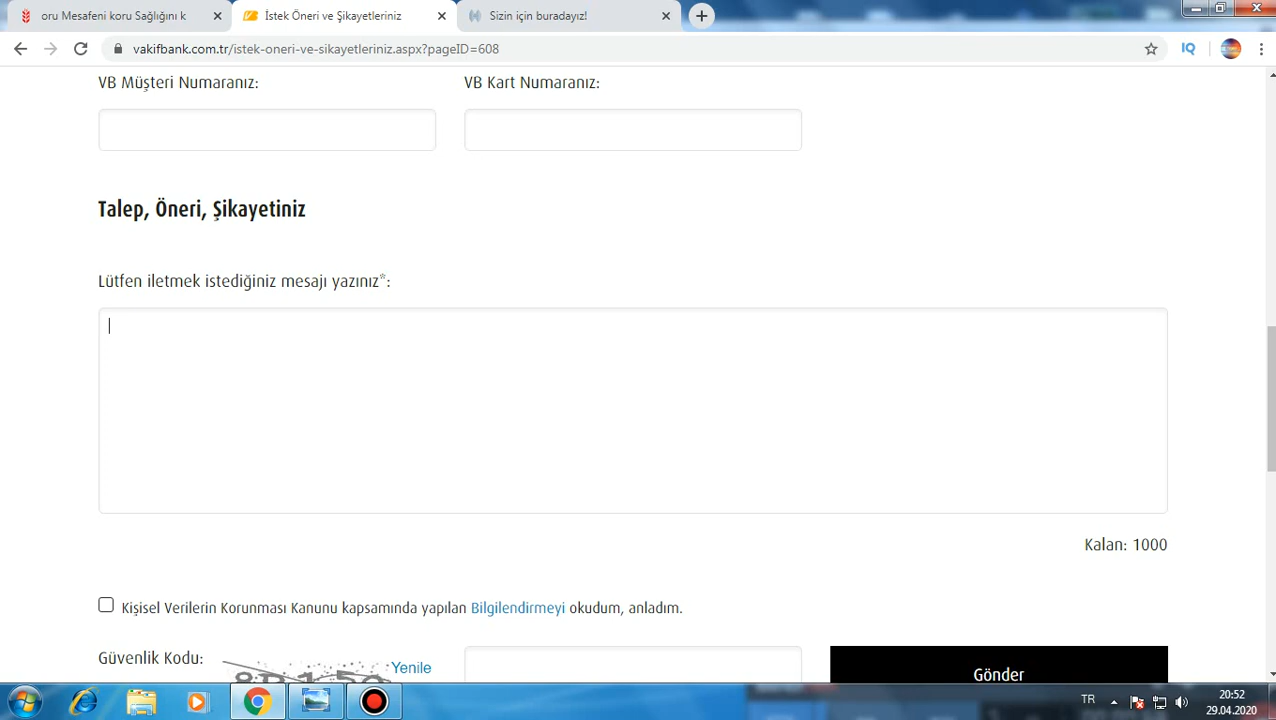 oru Mesafeni koru Sağlığını k
İstek Öneri ve Şikayetleriniz
Sizin için buradayız!
vakifbank.com.tr/istek-oneri-ve-sikayetleriniz.aspx?pageID=608
IQ
VB Müşteri Numaranız:
VB Kart Numaranız:
Talep, Öneri, Şikayetiniz
Lütfen iletmek istediğiniz mesajı yazınız*:
Kalan: 1000
Kişisel Verilerin Korunması Kanunu kapsamında yapılan Bilgilendirmeyi okudum, anladım.
Güvenlik Kodu:
Yenile
Gönder
TR
20:52
29.04.2020